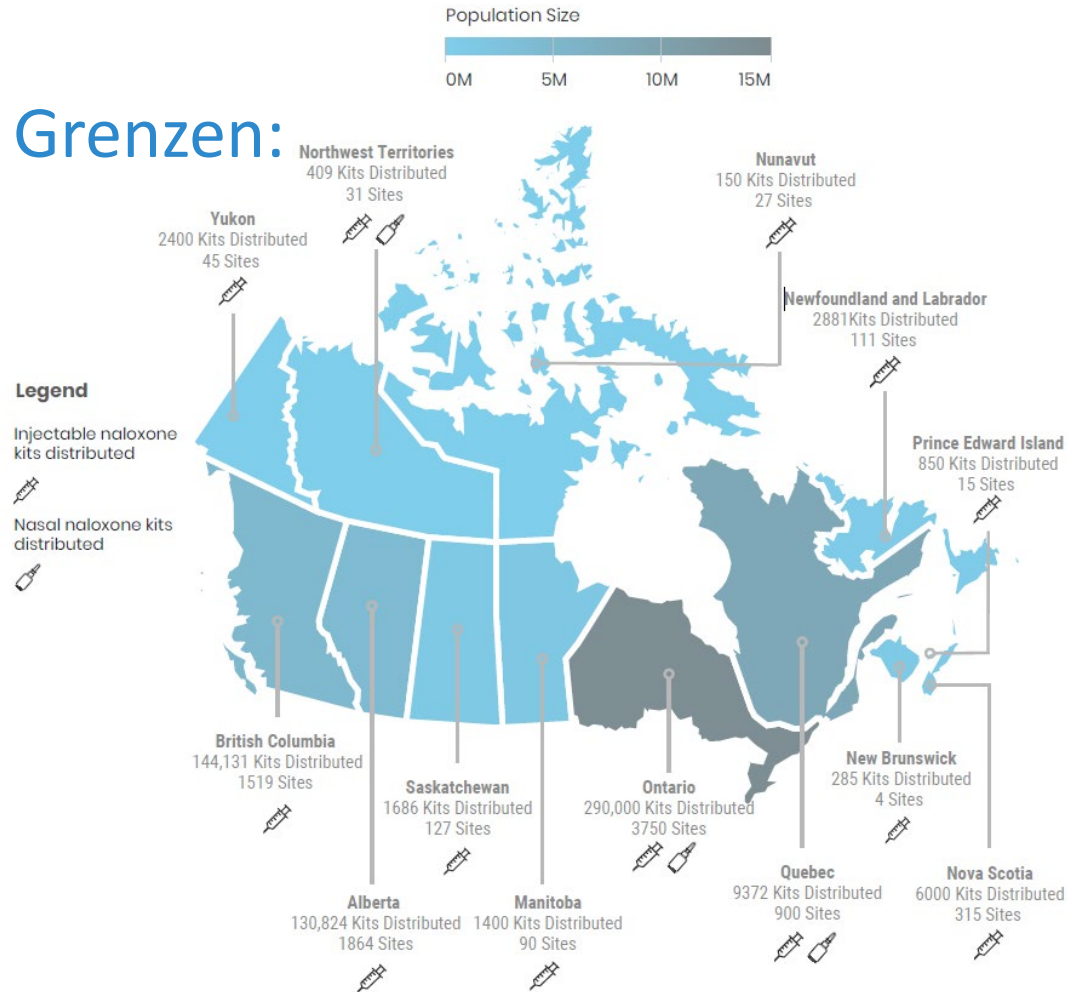 Population Size
0M 5M 10M 15M
Grenzen:
Northwest Territories
409 Kits Distributed
31 Sites
Nunavut
150 Kits Distributed
27 Sites
Yukon
2400 Kits Distributed
45 Sites
Newfoundland and Labrador
2881Kits Distributed
111 Sites
Legend
Injectable naloxone
kits distributed
Nasal naloxone kits
distributed
Prince Edward Island
850 Kits Distributed
15 Sites
British Columbia
144,131 Kits Distributed
1519 Sites
Saskatchewan
1686 Kits Distributed
127 Sites
Ontario
290,000 Kits Distributed
3750 Sites
New Brunswick
285 Kits Distributed
4 Sites
Alberta
130,824 Kits Distributed
1864 Sites
Manitoba
1400 Kits Distributed
90 Sites
Quebec
9372 Kits Distributed
900 Sites
Nova Scotia
6000 Kits Distributed
315 Sites